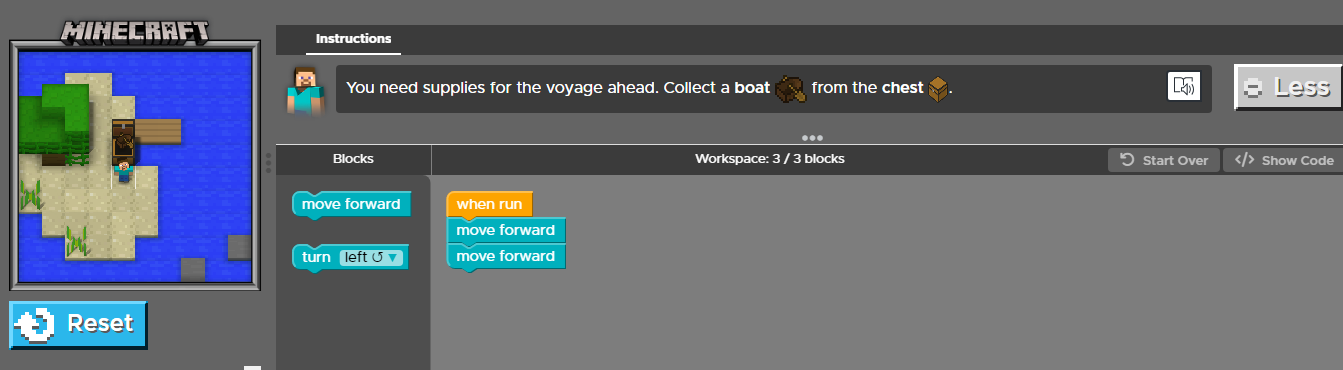 MINECRAFT
Instructions
You need supplies for the voyage ahead. Collect a boat from the chest .
Less
Blocks
Workspace: 3 / 3 blocks
Start Over
</> Show Code
move forward
turn left ↺ ▼
when run
move forward
move forward
Reset